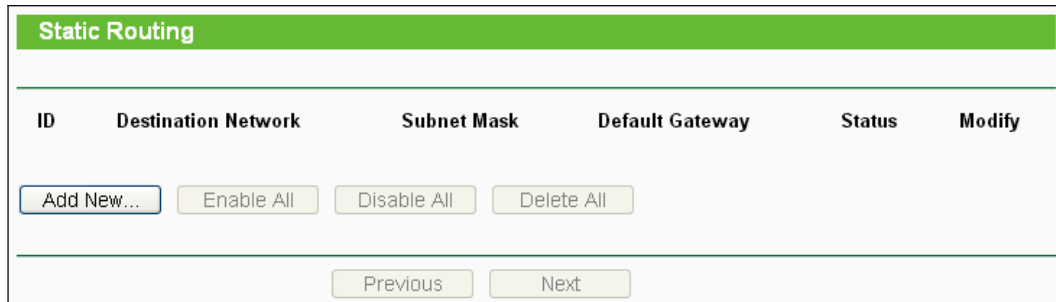 Static Routing
ID Destination Network Subnet Mask Default Gateway Status Modify
Add New... Enable All Disable All Delete All
Previous Next